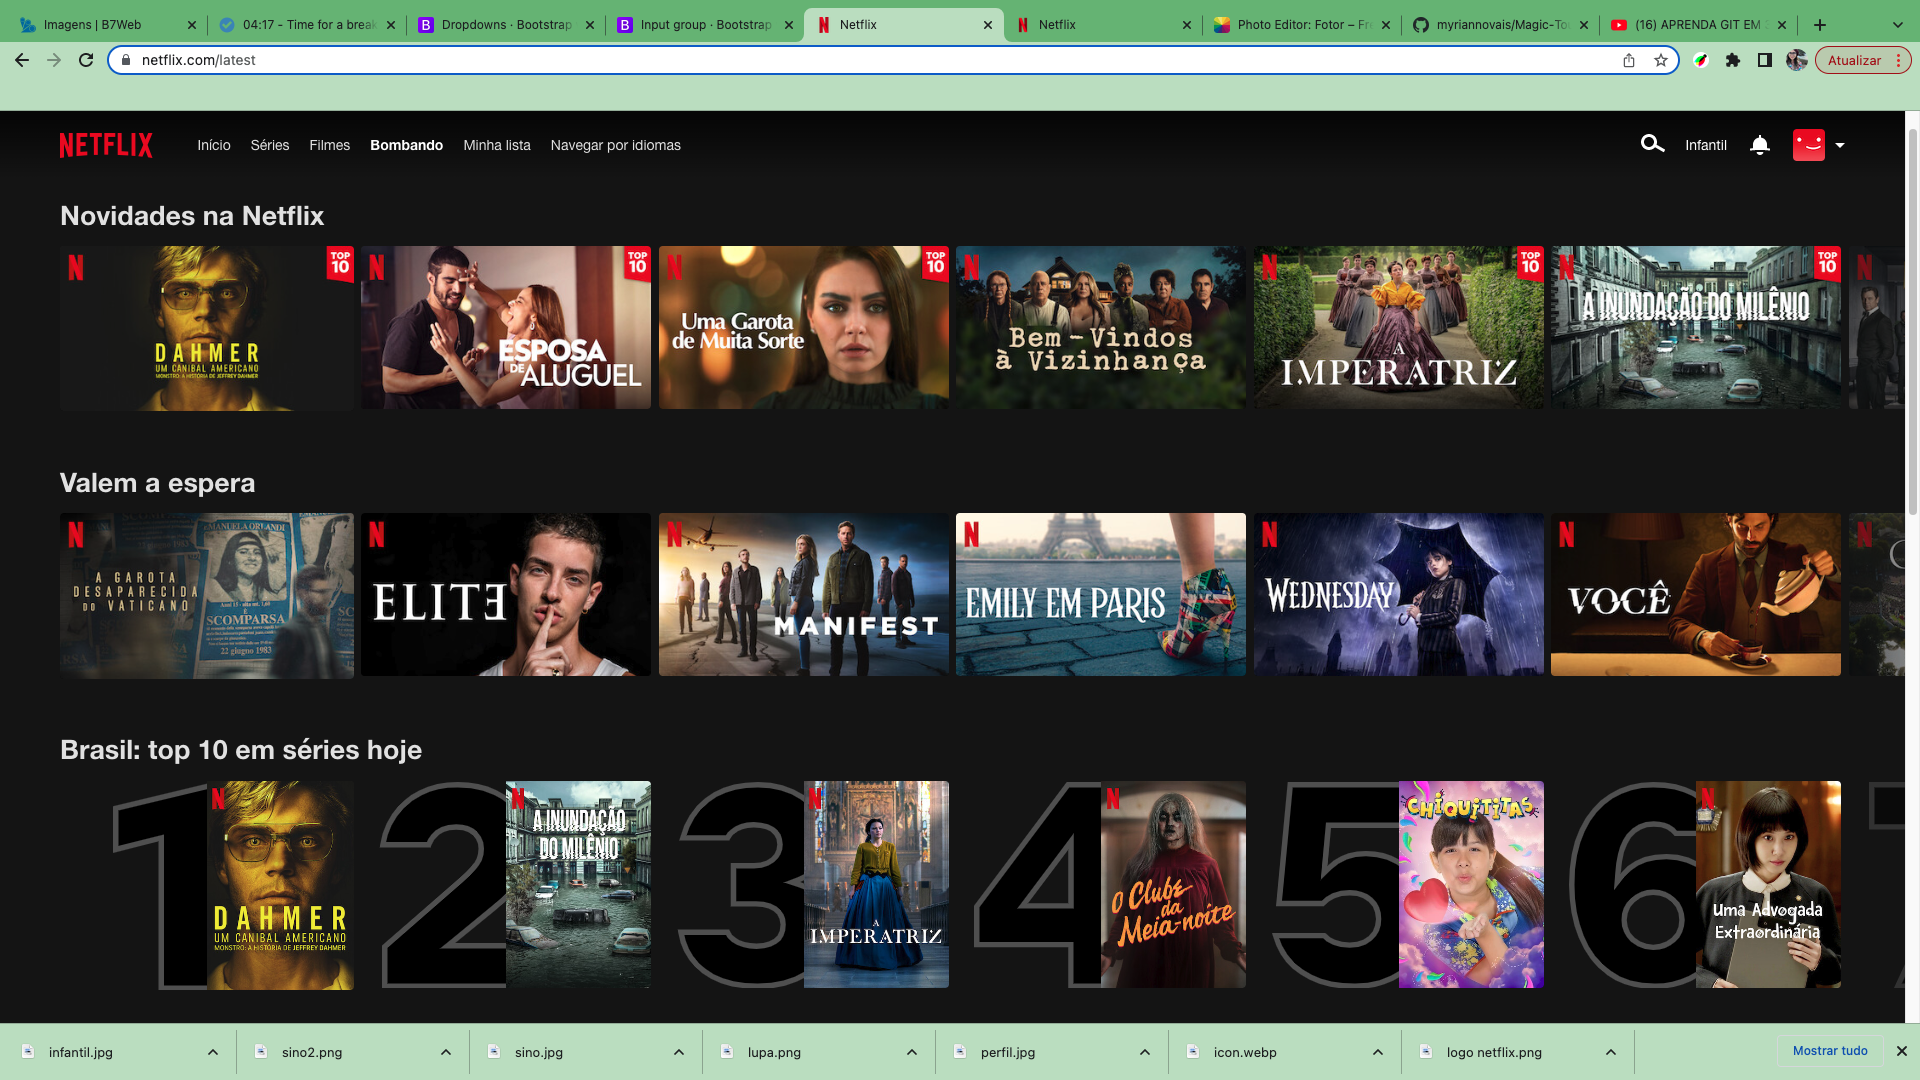 Imagens | B7Web
04:17 - Time for a break
Dropdowns · Bootstrap
Input group · Bootstrap
Netflix
Netflix
Photo Editor: Fotor – Fre
myriannovais/Magic-To
(16) APRENDA GIT EM
netflix.com/latest
Atualizar
NETFLIX
Início
Séries
Filmes
Bombando
Minha lista
Navegar por idiomas
Infantil
Novidades na Netflix
TOP
10
DAHMER
UM CANIBAL AMERICANO
MONSTRO: A HISTÓRIA DE JEFFREY DAHMER
TOP
10
ESPOSA
DE ALUGUEL
TOP
10
Uma Garota
de Muita Sorte
Bem-Vindos
à Vizinhança
TOP
10
A
IMPERATRIZ
TOP
10
A INUNDAÇÃO DO MILÊNIO
Valem a espera
A GAROTA
DESAPARECIDA
DO VATICANO
EMANUELA ORLANDI
SCOMPARSA
22 giugno 1983
ELITE
MANIFEST
EMILY EM PARIS
WEDNESDAY
VOCÊ
Brasil: top 10 em séries hoje
1
DAHMER
UM CANIBAL AMERICANO
MONSTRO: A HISTÓRIA DE JEFFREY DAHMER
2
A INUNDAÇÃO
DO MILÊNIO
3
A
IMPERATRIZ
4
O Clube
da
Meia-noite
5
CHIQUITITAS
6
Uma Advogada
Extraordinária
infantil.jpg
sino2.png
sino.jpg
lupa.png
perfil.jpg
icon.webp
logo netflix.png
Mostrar tudo